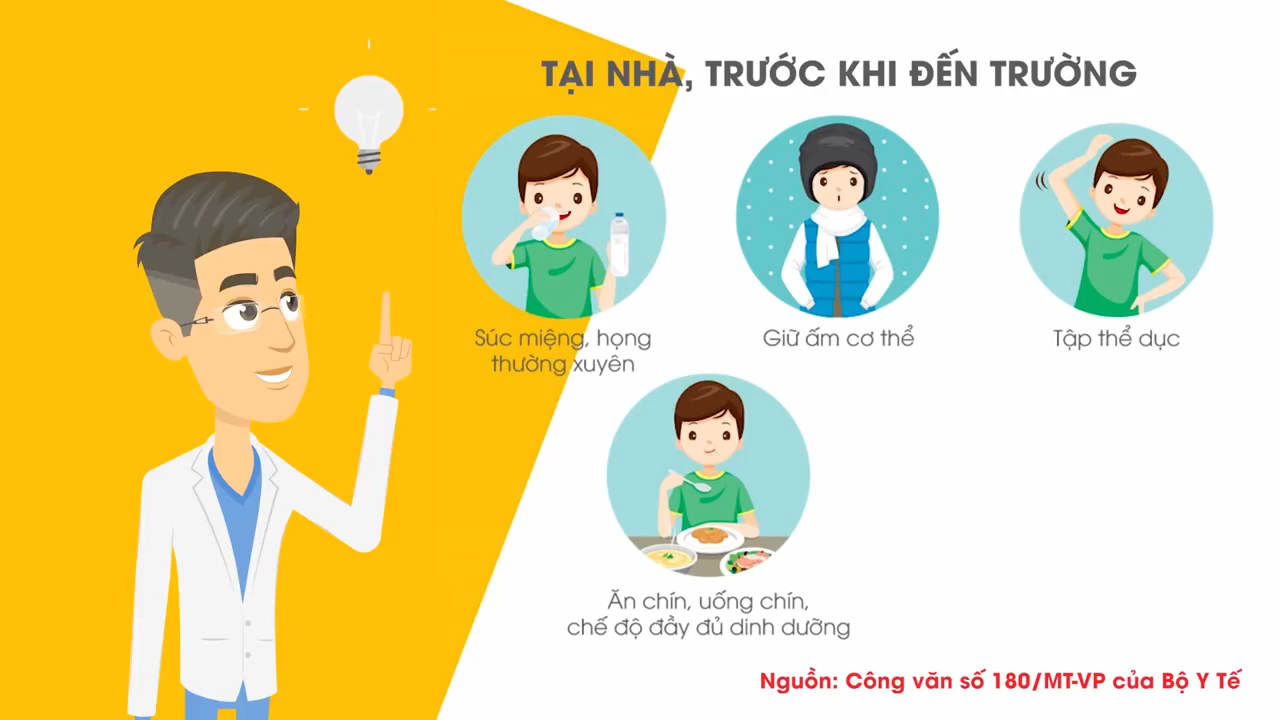 TẠI NHÀ, TRƯỚC KHI ĐẾN TRƯỜNG
Súc miệng, họng
thường xuyên
Giữ ấm cơ thể
Tập thể dục
Ăn chín, uống chín,
chế độ đầy đủ dinh dưỡng
Nguồn: Công văn số 180/MT-VP của Bộ Y Tế